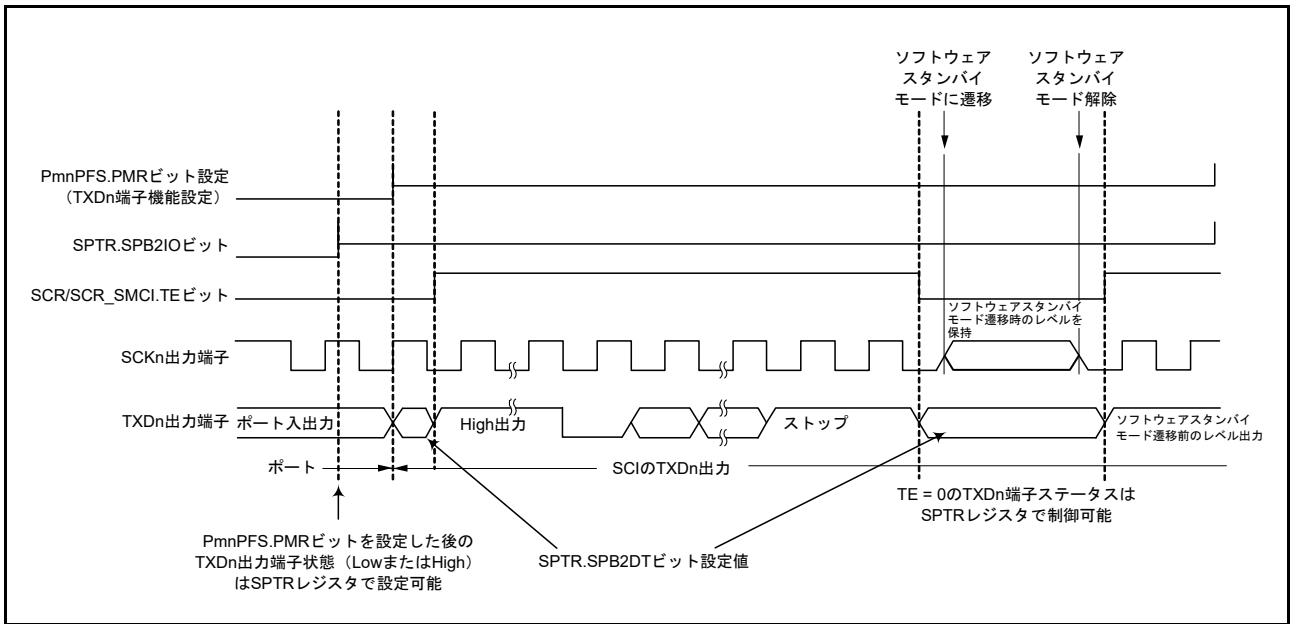 ソフトウェア
スタンバイ
モードに遷移
ソフトウェア
スタンバイ
モード解除
PmnPFS.PMRビット設定
（TXDn端子機能設定）
SPTR.SPB2IOビット
SCR/SCR_SMCI.TEビット
ソフトウェアスタンバイ
モード遷移時のレベルを
保持
SCKn出力端子
TXDn出力端子
ポート入出力
High出力
ストップ
ソフトウェアスタンバイ
モード遷移前のレベル出力
ポート
SCIのTXDn出力
TE = 0のTXDn端子ステータスは
SPTRレジスタで制御可能
PmnPFS.PMRビットを設定した後の
TXDn出力端子状態（LowまたはHigh）
はSPTRレジスタで設定可能
SPTR.SPB2DTビット設定値